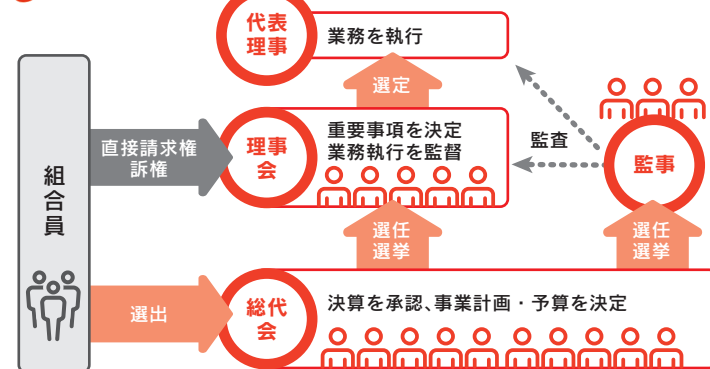 代表
理事
業務を執行
選定
組合員
直接請求権
訴権
理事
会
重要事項を決定
業務執行を監督
監査
監事
選任
選挙
選任
選挙
選出
総代
会
決算を承認、事業計画・予算を決定